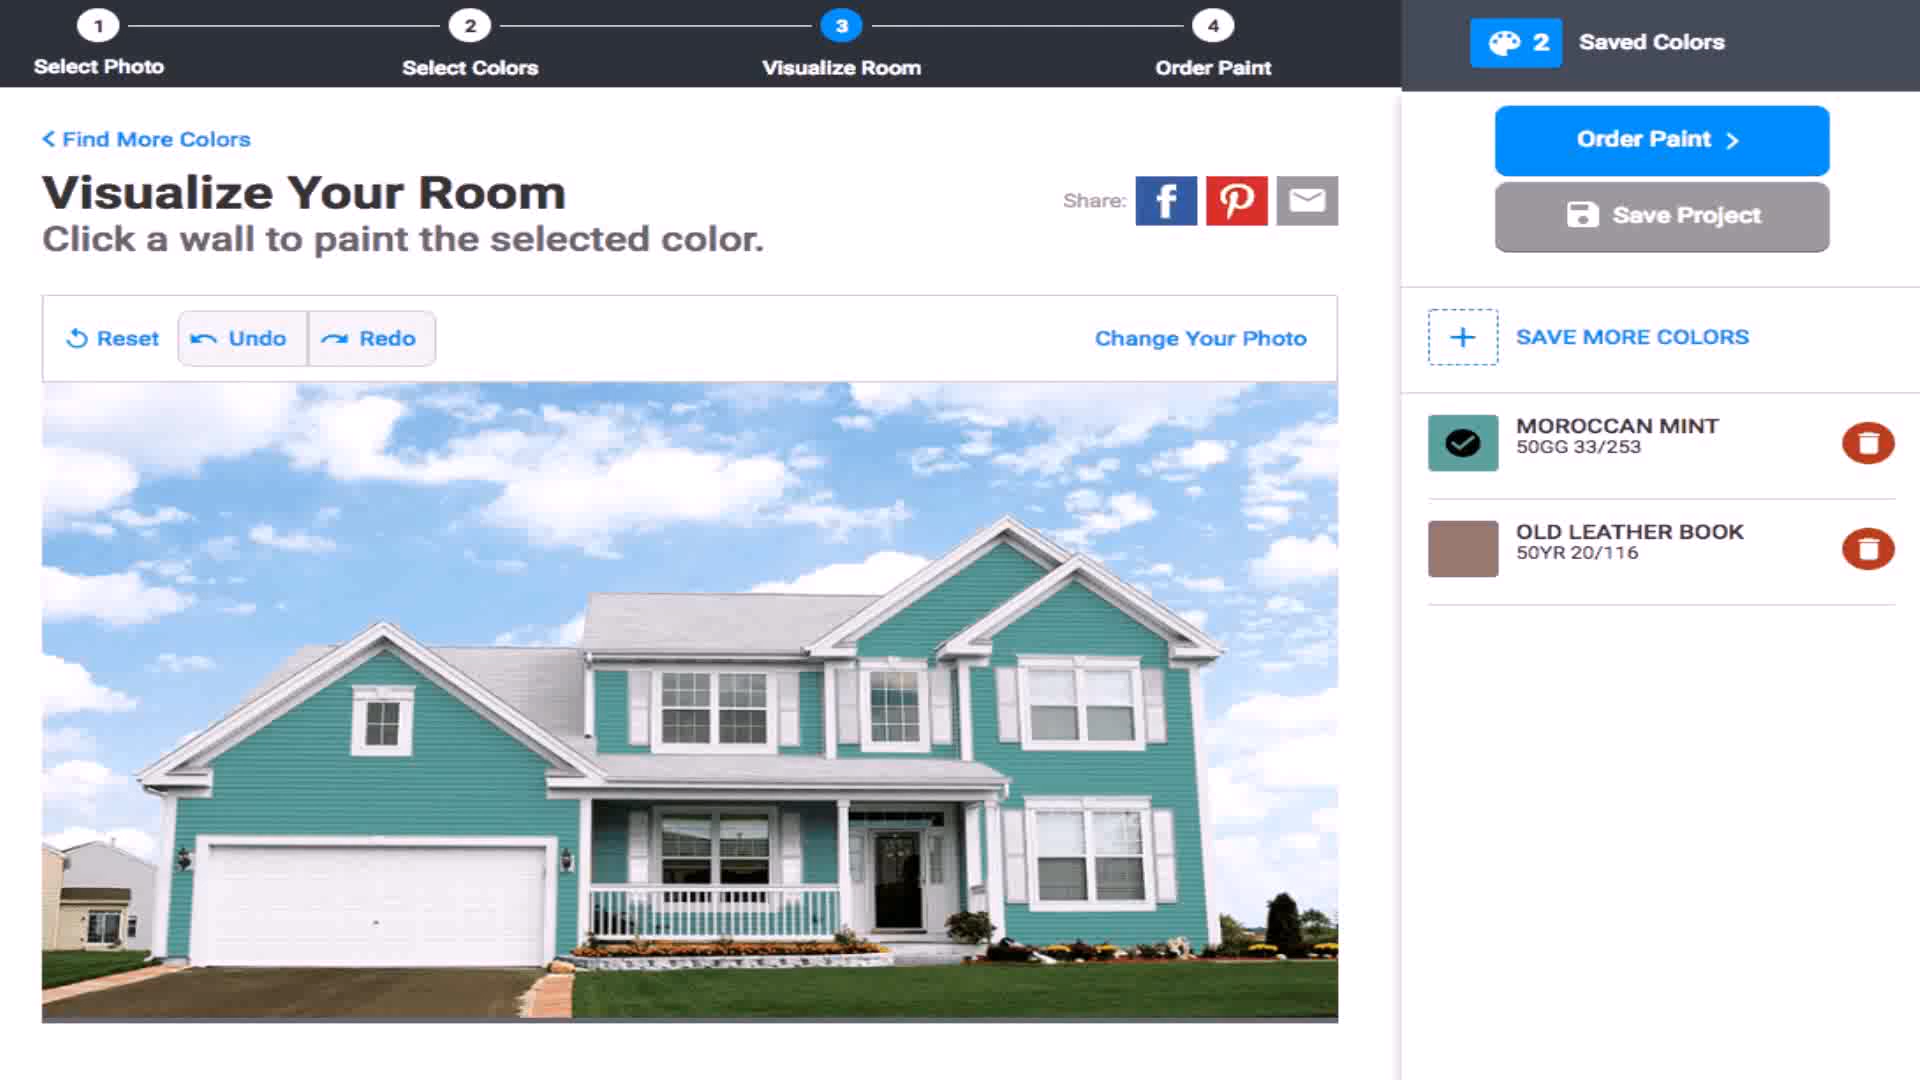 1
2
3
4
Select Photo
Select Colors
Visualize Room
Order Paint
2 Saved Colors
Find More Colors
Visualize Your Room
Click a wall to paint the selected color.
Share:
Order Paint
Save Project
Reset
Undo
Redo
Change Your Photo
+ SAVE MORE COLORS
MOROCCAN MINT
50GG 33/253
OLD LEATHER BOOK
50YR 20/116